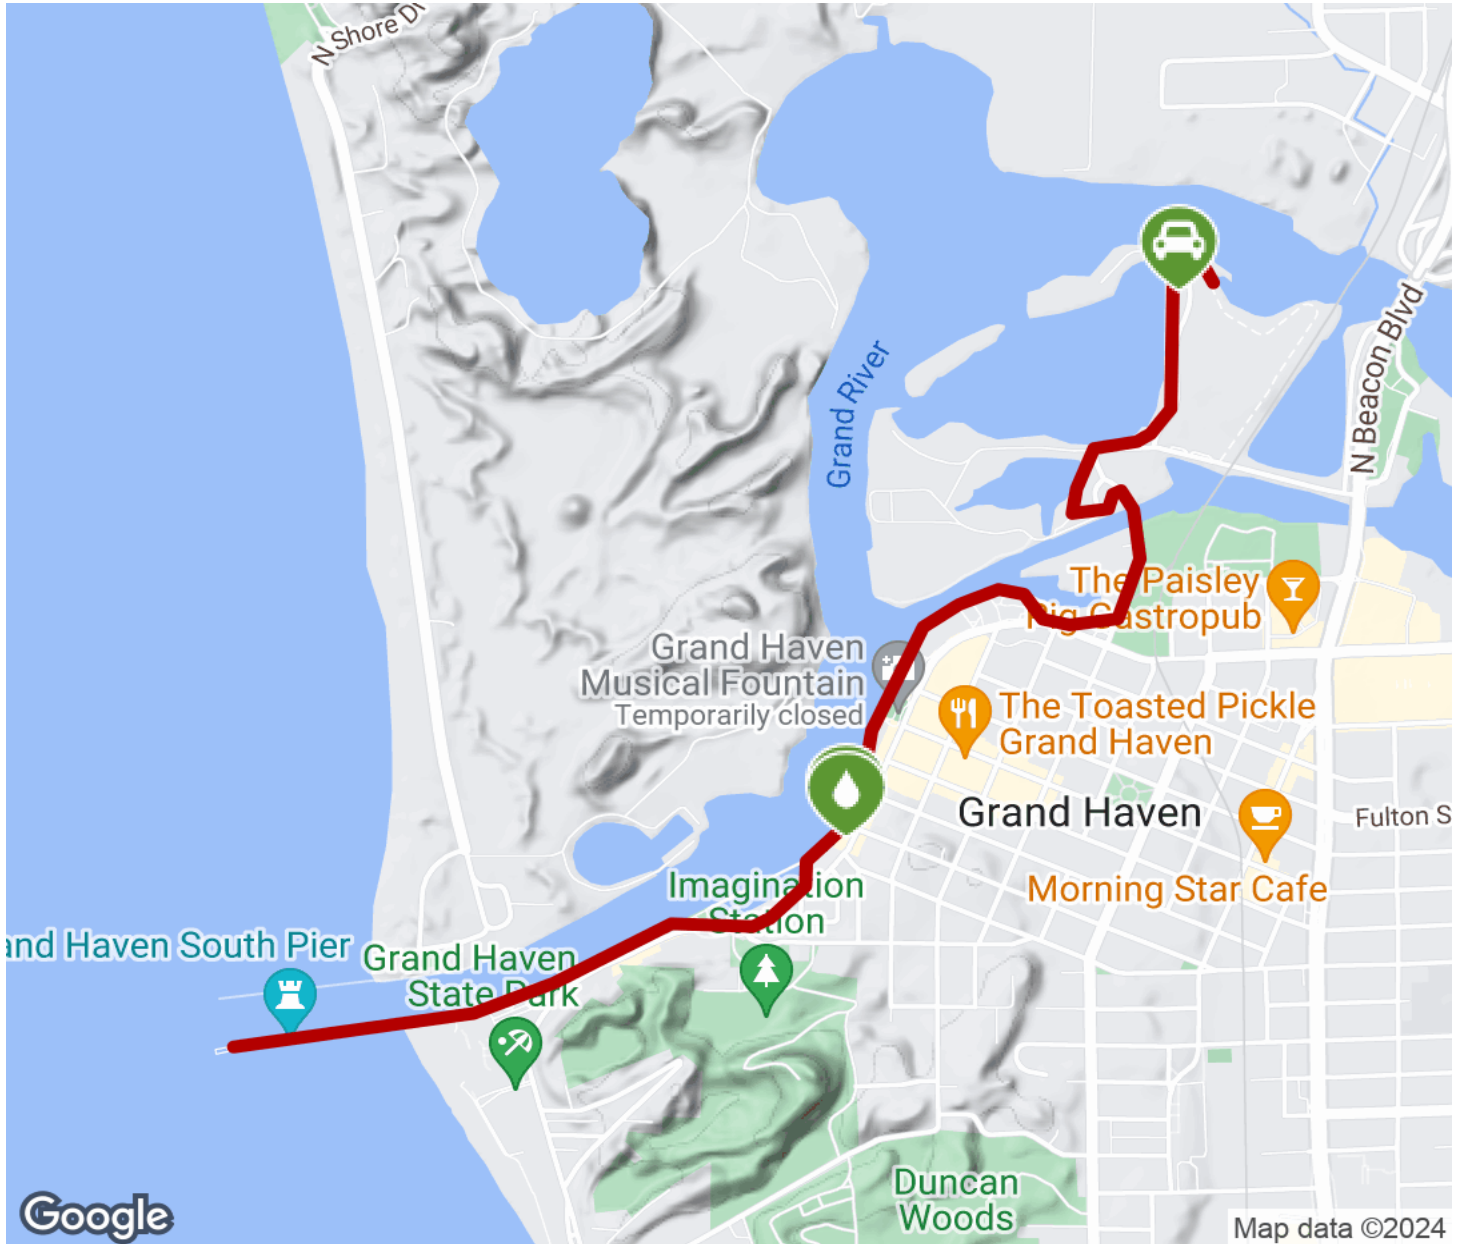 N Shore Dr
Grand River
N Beacon Blvd
The Paisley
Pig Gastropub
Grand Haven
Musical Fountain
Temporarily closed
The Toasted Pickle
Grand Haven
Grand Haven
Fulton S
Morning Star Cafe
Imagination
Station
and Haven South Pier
Grand Haven
State Park
Duncan
Woods
Google
Map data ©2024